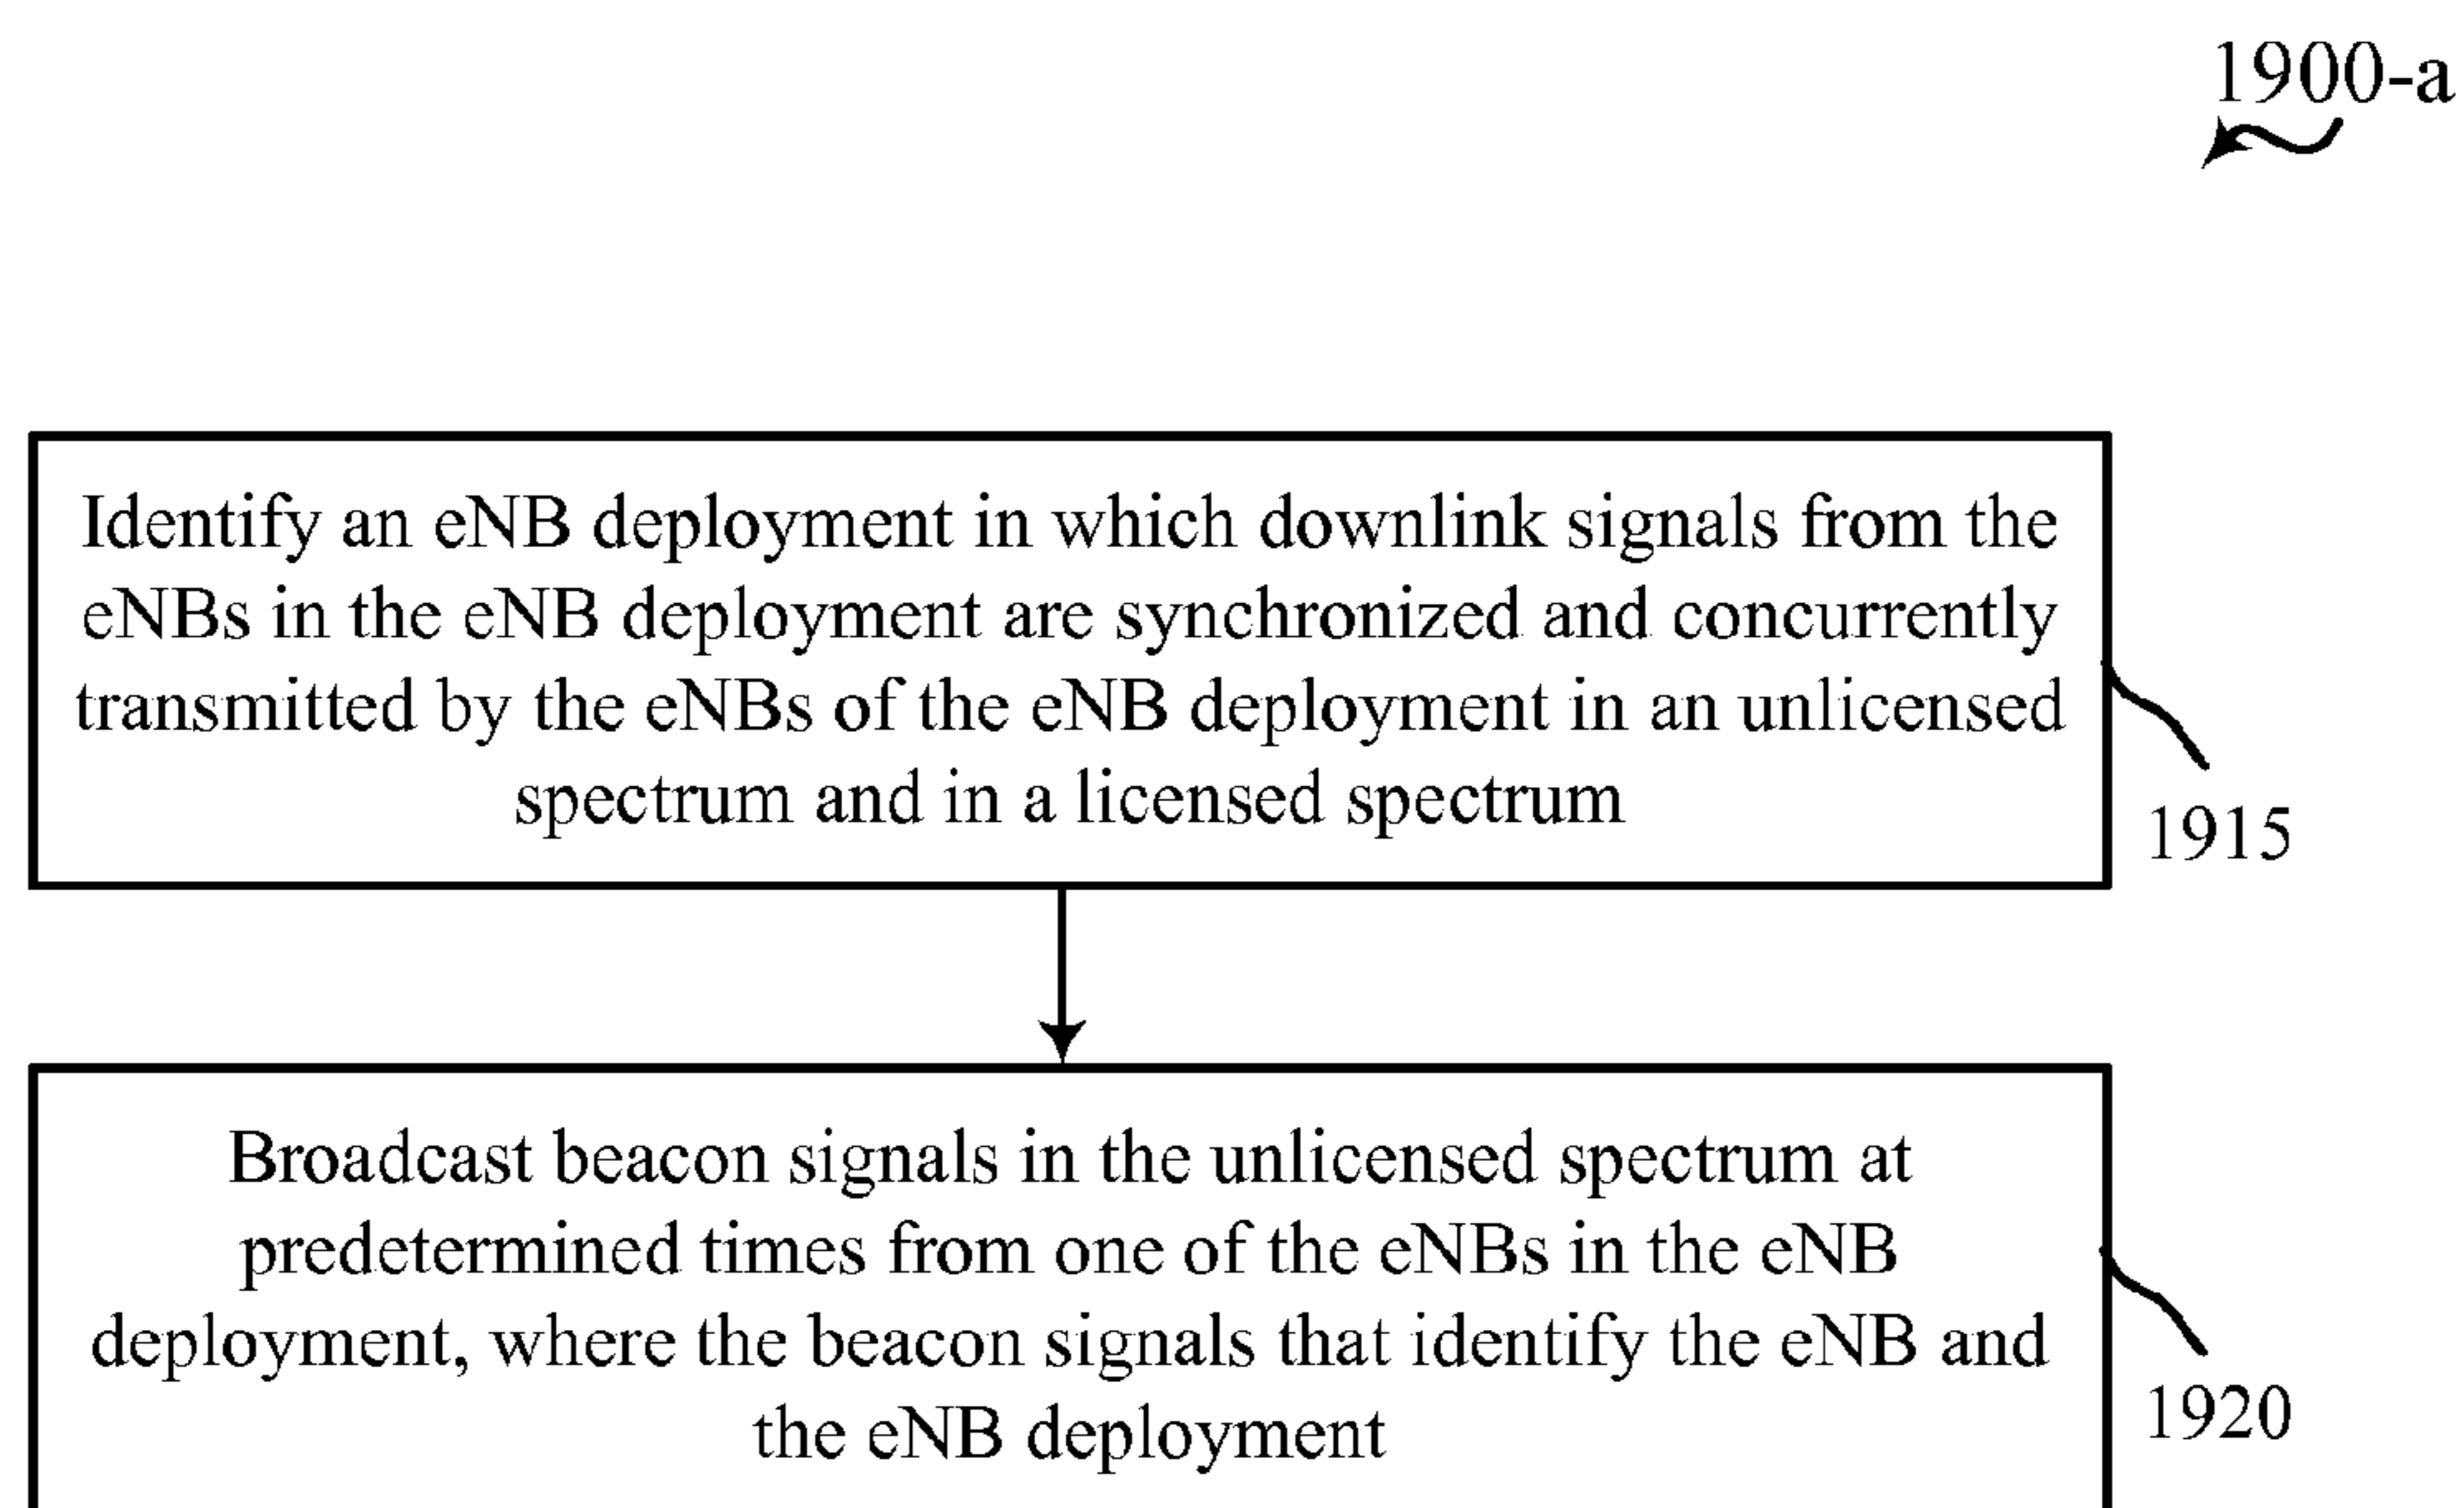 1900-a
Identify an eNB deployment in which downlink signals from the
eNBs in the eNB deployment are synchronized and concurrently
transmitted by the eNBs of the eNB deployment in an unlicensed
spectrum and in a licensed spectrum
1915
Broadcast beacon signals in the unlicensed spectrum at
predetermined times from one of the eNBs in the eNB
deployment, where the beacon signals that identify the eNB and
the eNB deployment
1920